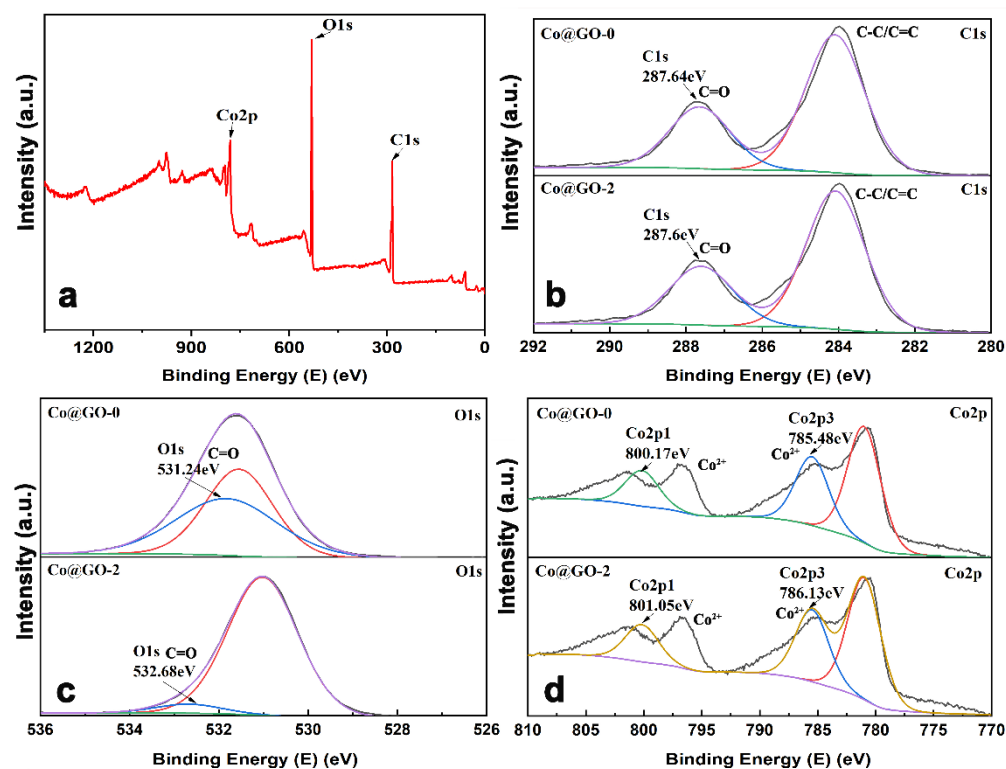 O1s
Co2p
C1s
a
Intensity (a.u.)
1200 900 600 300 0
Binding Energy (E) (eV)
Co@GO-0
C-C/C=C
C1s
C1s
287.64eV
C=O
Co@GO-2
C-C/C=C
C1s
C1s
287.6eV
C=O
b
Intensity (a.u.)
292 290 288 286 284 282 280
Binding Energy (E) (eV)
Co@GO-0
O1s
O1s
531.24eV
C=O
Co@GO-2
O1s
O1s
532.68eV
C=O
c
Intensity (a.u.)
536 534 532 530 528 526
Binding Energy (E) (eV)
Co@GO-0
Co2p
Co2p1
800.17eV
Co²⁺
Co2p3
785.48eV
Co²⁺
Co@GO-2
Co2p
Co2p1
801.05eV
Co²⁺
Co2p3
786.13eV
Co²⁺
d
Intensity (a.u.)
810 805 800 795 790 785 780 775 770
Binding Energy (E) (eV)